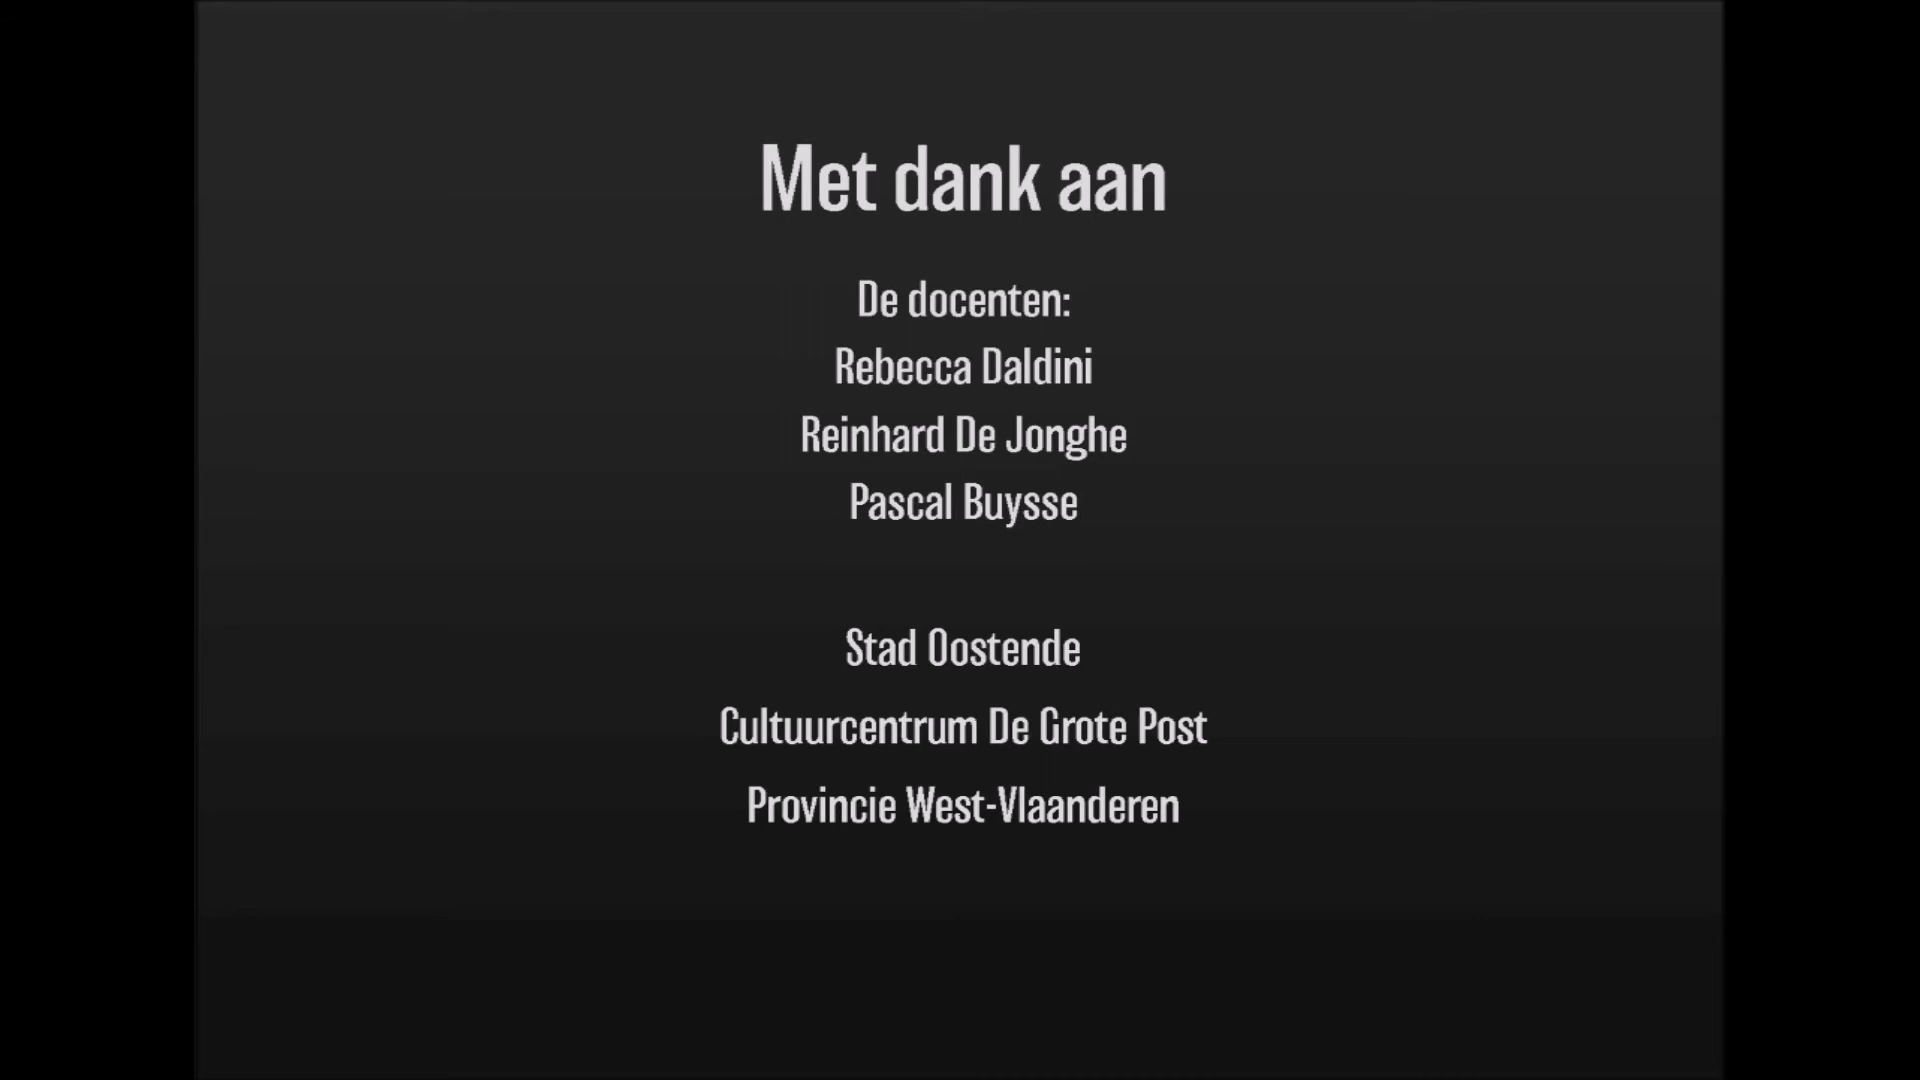 Met dank aan
De docenten:
Rebecca Daldini
Reinhard De Jonghe
Pascal Buysse
Stad Oostende
Cultuurcentrum De Grote Post
Provincie West-Vlaanderen